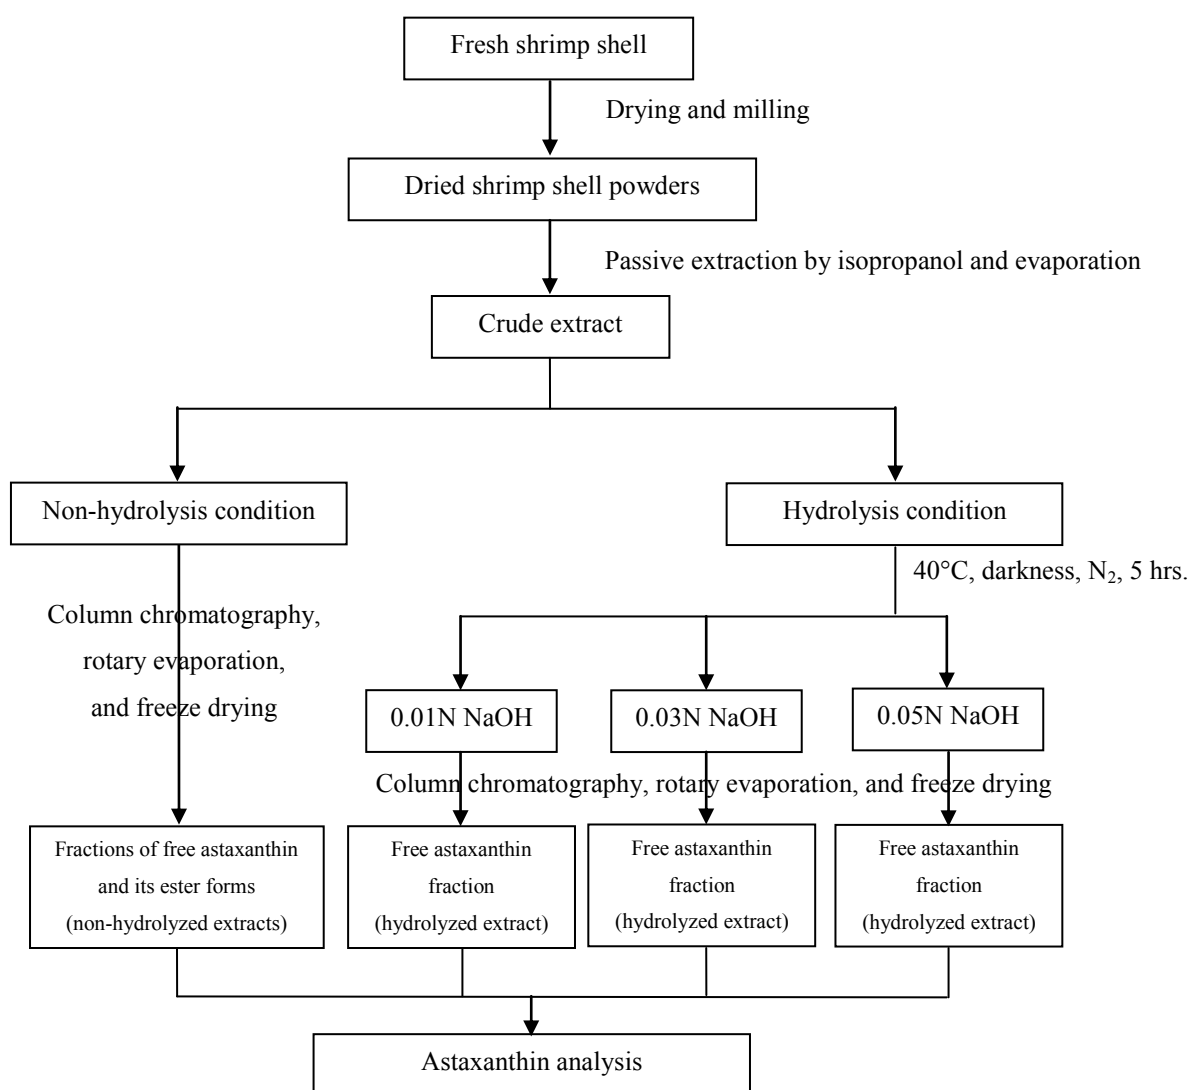 Fresh shrimp shell
Drying and milling
Dried shrimp shell powders
Passive extraction by isopropanol and evaporation
Crude extract
Non-hydrolysis condition
Hydrolysis condition
40°C, darkness, N₂, 5 hrs.
Column chromatography,
rotary evaporation,
and freeze drying
0.01N NaOH
0.03N NaOH
0.05N NaOH
Column chromatography, rotary evaporation, and freeze drying
Fractions of free astaxanthin
and its ester forms
(non-hydrolyzed extracts)
Free astaxanthin
fraction
(hydrolyzed extract)
Free astaxanthin
fraction
(hydrolyzed extract)
Free astaxanthin
fraction
(hydrolyzed extract)
Astaxanthin analysis